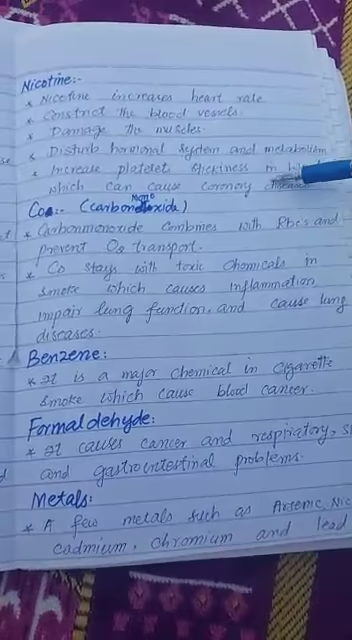 Nicotine:-
* Nicotine increases heart rate
* Constrict the blood vessels.
* Damage the muscles.
* Disturb hormonal system and metabolism
* Increase platelet stickiness in
which can cause coronary
Co:- (carbon monoxide)
* Carbonmonoxide combines with Rbc's and
prevent O2 transport.
* Co stays with toxic chemicals in
smoke which causes inflammation,
impair lung function, and cause lung
diseases.
Benzene:
* It is a major chemical in cigarette
smoke which cause blood cancer.
Formaldehyde:
* It causes cancer and respiratory,
and gastrointestinal problems.
Metals:
* A few metals such as Arsenic,
cadmium, chromium and lead